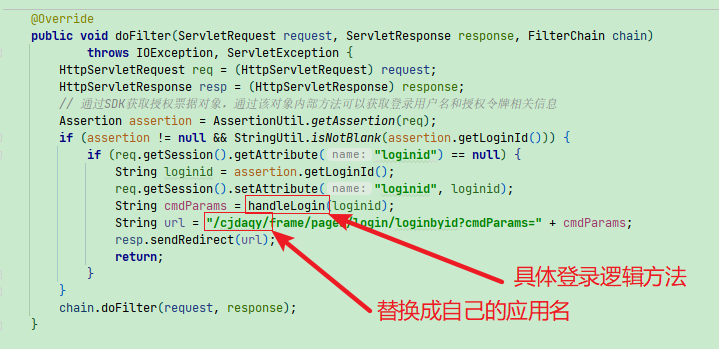 @Override
public void doFilter(ServletRequest request, ServletResponse response, FilterChain chain)
throws IOException, ServletException {
HttpServletRequest req = (HttpServletRequest) request;
HttpServletResponse resp = (HttpServletResponse) response;
// 通过SDK获取授权票据对象，通过该对象内部方法可以获取登录用户名和授权令牌相关信息
Assertion assertion = AssertionUtil.getAssertion(req);
if (assertion != null && StringUtil.isNotBlank(assertion.getLoginId())) {
if (req.getSession().getAttribute( name: "loginid") == null) {
String loginid = assertion.getLoginId();
req.getSession().setAttribute( name: "loginid", loginid);
String cmdParams = handleLogin(loginid);
String url = "/cjdaqy/frame/pages/login/loginbyid?cmdParams=" + cmdParams;
resp.sendRedirect(url);
return;
}
}
chain.doFilter(request, response);
}
具体登录逻辑方法
替换成自己的应用名